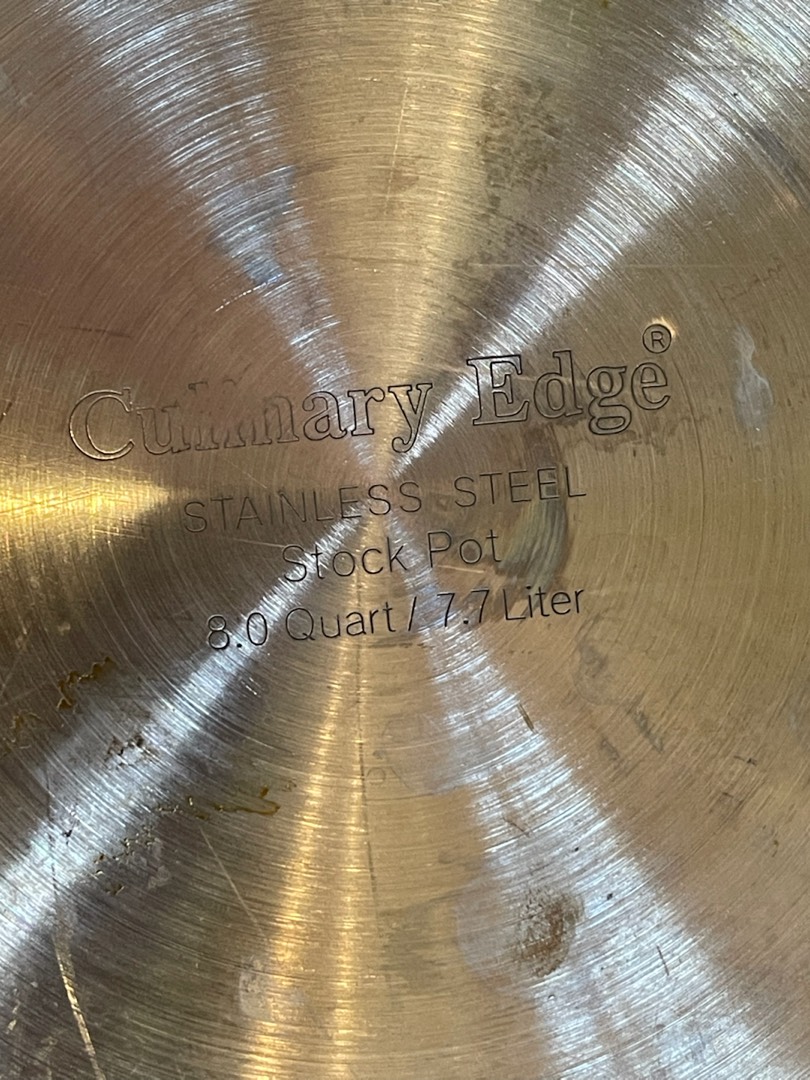 Culinary Edge®
STAINLESS STEEL
Stock Pot
8.0 Quart / 7.7 Liter